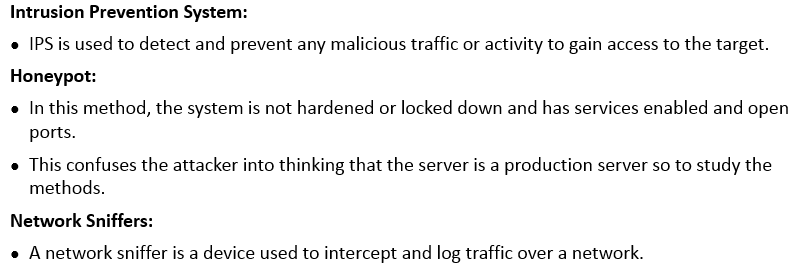 Intrusion Prevention System:
• IPS is used to detect and prevent any malicious traffic or activity to gain access to the target.
Honeypot:
• In this method, the system is not hardened or locked down and has services enabled and open
ports.
• This confuses the attacker into thinking that the server is a production server so to study the
methods.
Network Sniffers:
• A network sniffer is a device used to intercept and log traffic over a network.